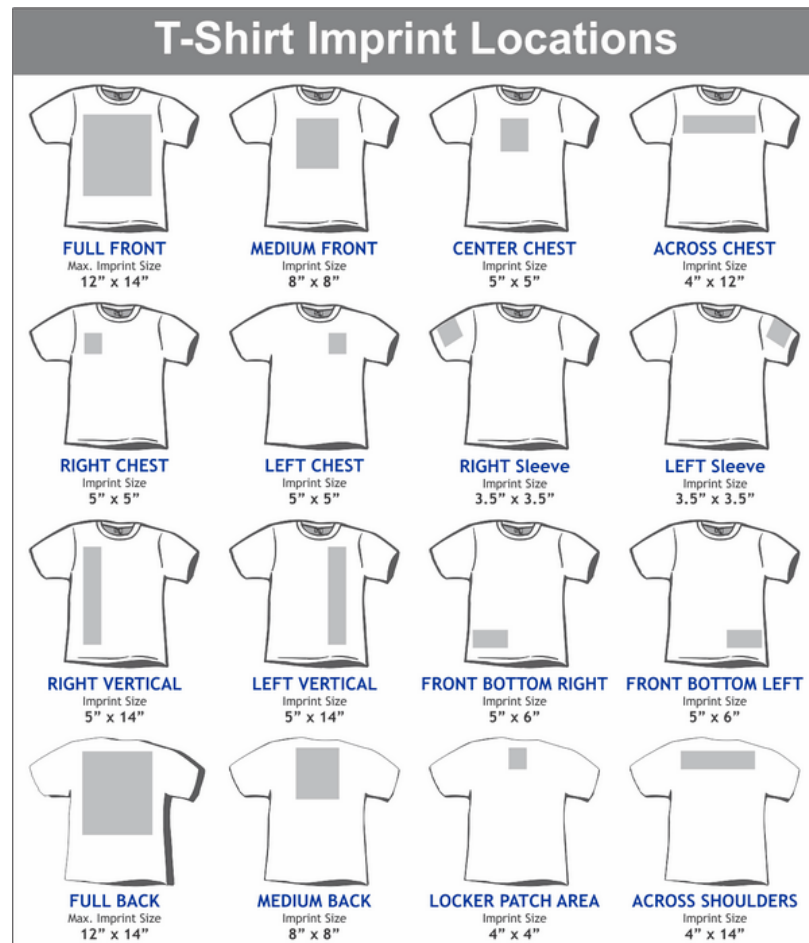 T-Shirt Imprint Locations
FULL FRONT
Max. Imprint Size
12” x 14”
MEDIUM FRONT
Imprint Size
8” x 8”
CENTER CHEST
Imprint Size
5” x 5”
ACROSS CHEST
Imprint Size
4” x 12”
RIGHT CHEST
Imprint Size
5” x 5”
LEFT CHEST
Imprint Size
5” x 5”
RIGHT Sleeve
Imprint Size
3.5” x 3.5”
LEFT Sleeve
Imprint Size
3.5” x 3.5”
RIGHT VERTICAL
Imprint Size
5” x 14”
LEFT VERTICAL
Imprint Size
5” x 14”
FRONT BOTTOM RIGHT
Imprint Size
5” x 6”
FRONT BOTTOM LEFT
Imprint Size
5” x 6”
FULL BACK
Max. Imprint Size
12” x 14”
MEDIUM BACK
Imprint Size
8” x 8”
LOCKER PATCH AREA
Imprint Size
4” x 4”
ACROSS SHOULDERS
Imprint Size
4” x 14”